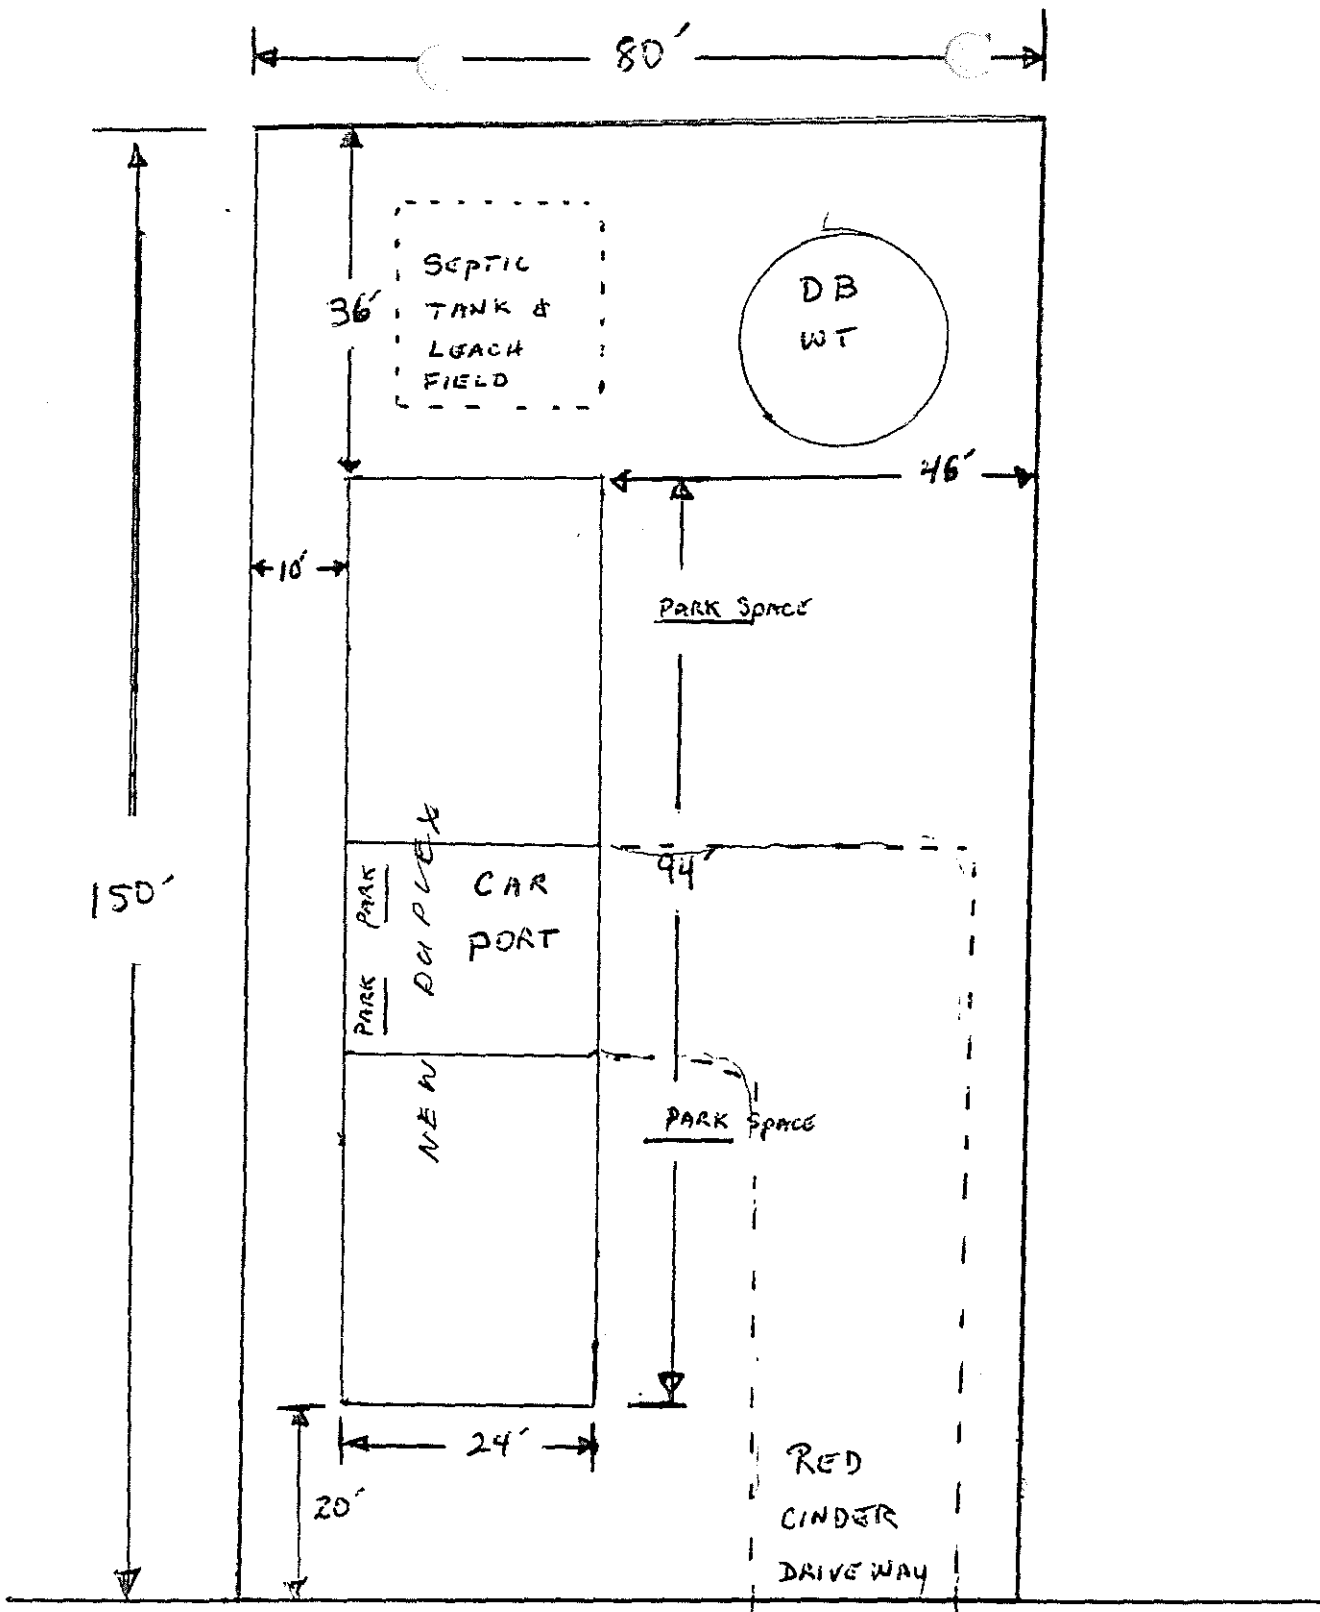 80'
SEPTIC
TANK &
LEACH
FIELD
DB
WT
36'
46'
10'
PARK SPACE
150'
94'
CAR
PORT
PARK
PARK
NEW DUPLEX
PARK SPACE
24'
20'
RED
CINDER
DRIVEWAY